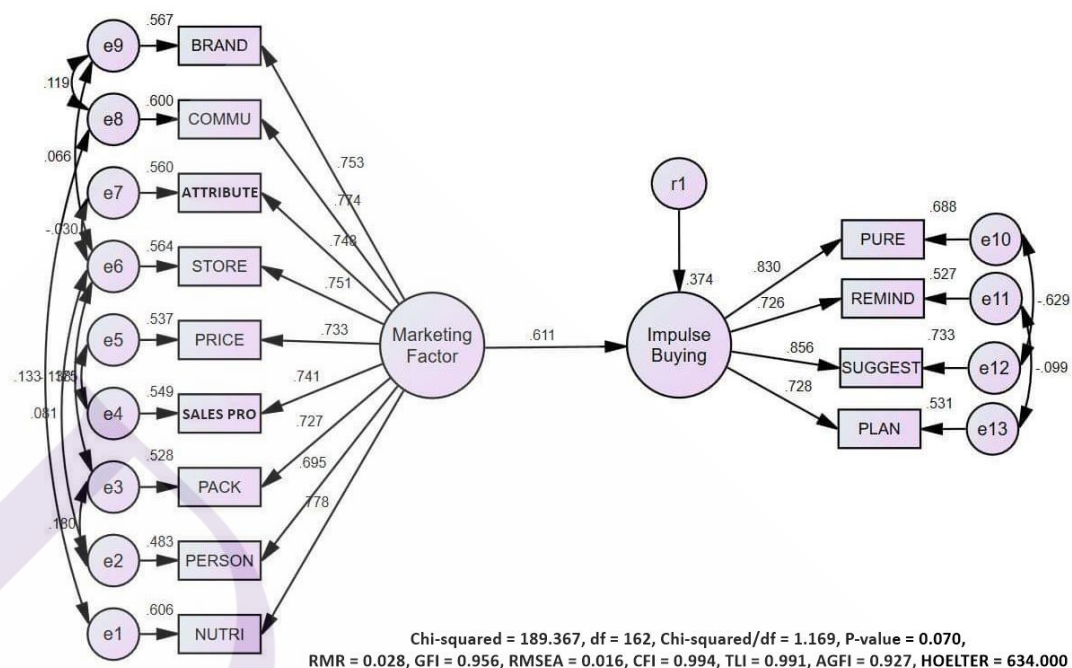 .567
e9 BRAND
.119
.600
e8 COMMU
.066
.753
.560
e7 ATTRIBUTE
.774
r1
-.030
.748
.564
e6 STORE
.751
.688
PURE e10
.830
.374
.527
REMIND e11
.726
-.629
.537
e5 PRICE
.733
Marketing
Factor
.611
Impulse
Buying
.733
.856
SUGGEST e12
-.099
.133
.741
.728
.549
e4 SALES PRO
.081
.727
.531
PLAN e13
.528
e3 PACK
.695
.180
.778
.483
e2 PERSON
.606
e1 NUTRI
Chi-squared = 189.367, df = 162, Chi-squared/df = 1.169, P-value = 0.070,
RMR = 0.028, GFI = 0.956, RMSEA = 0.016, CFI = 0.994, TLI = 0.991, AGFI = 0.927, HOELTER = 634.000